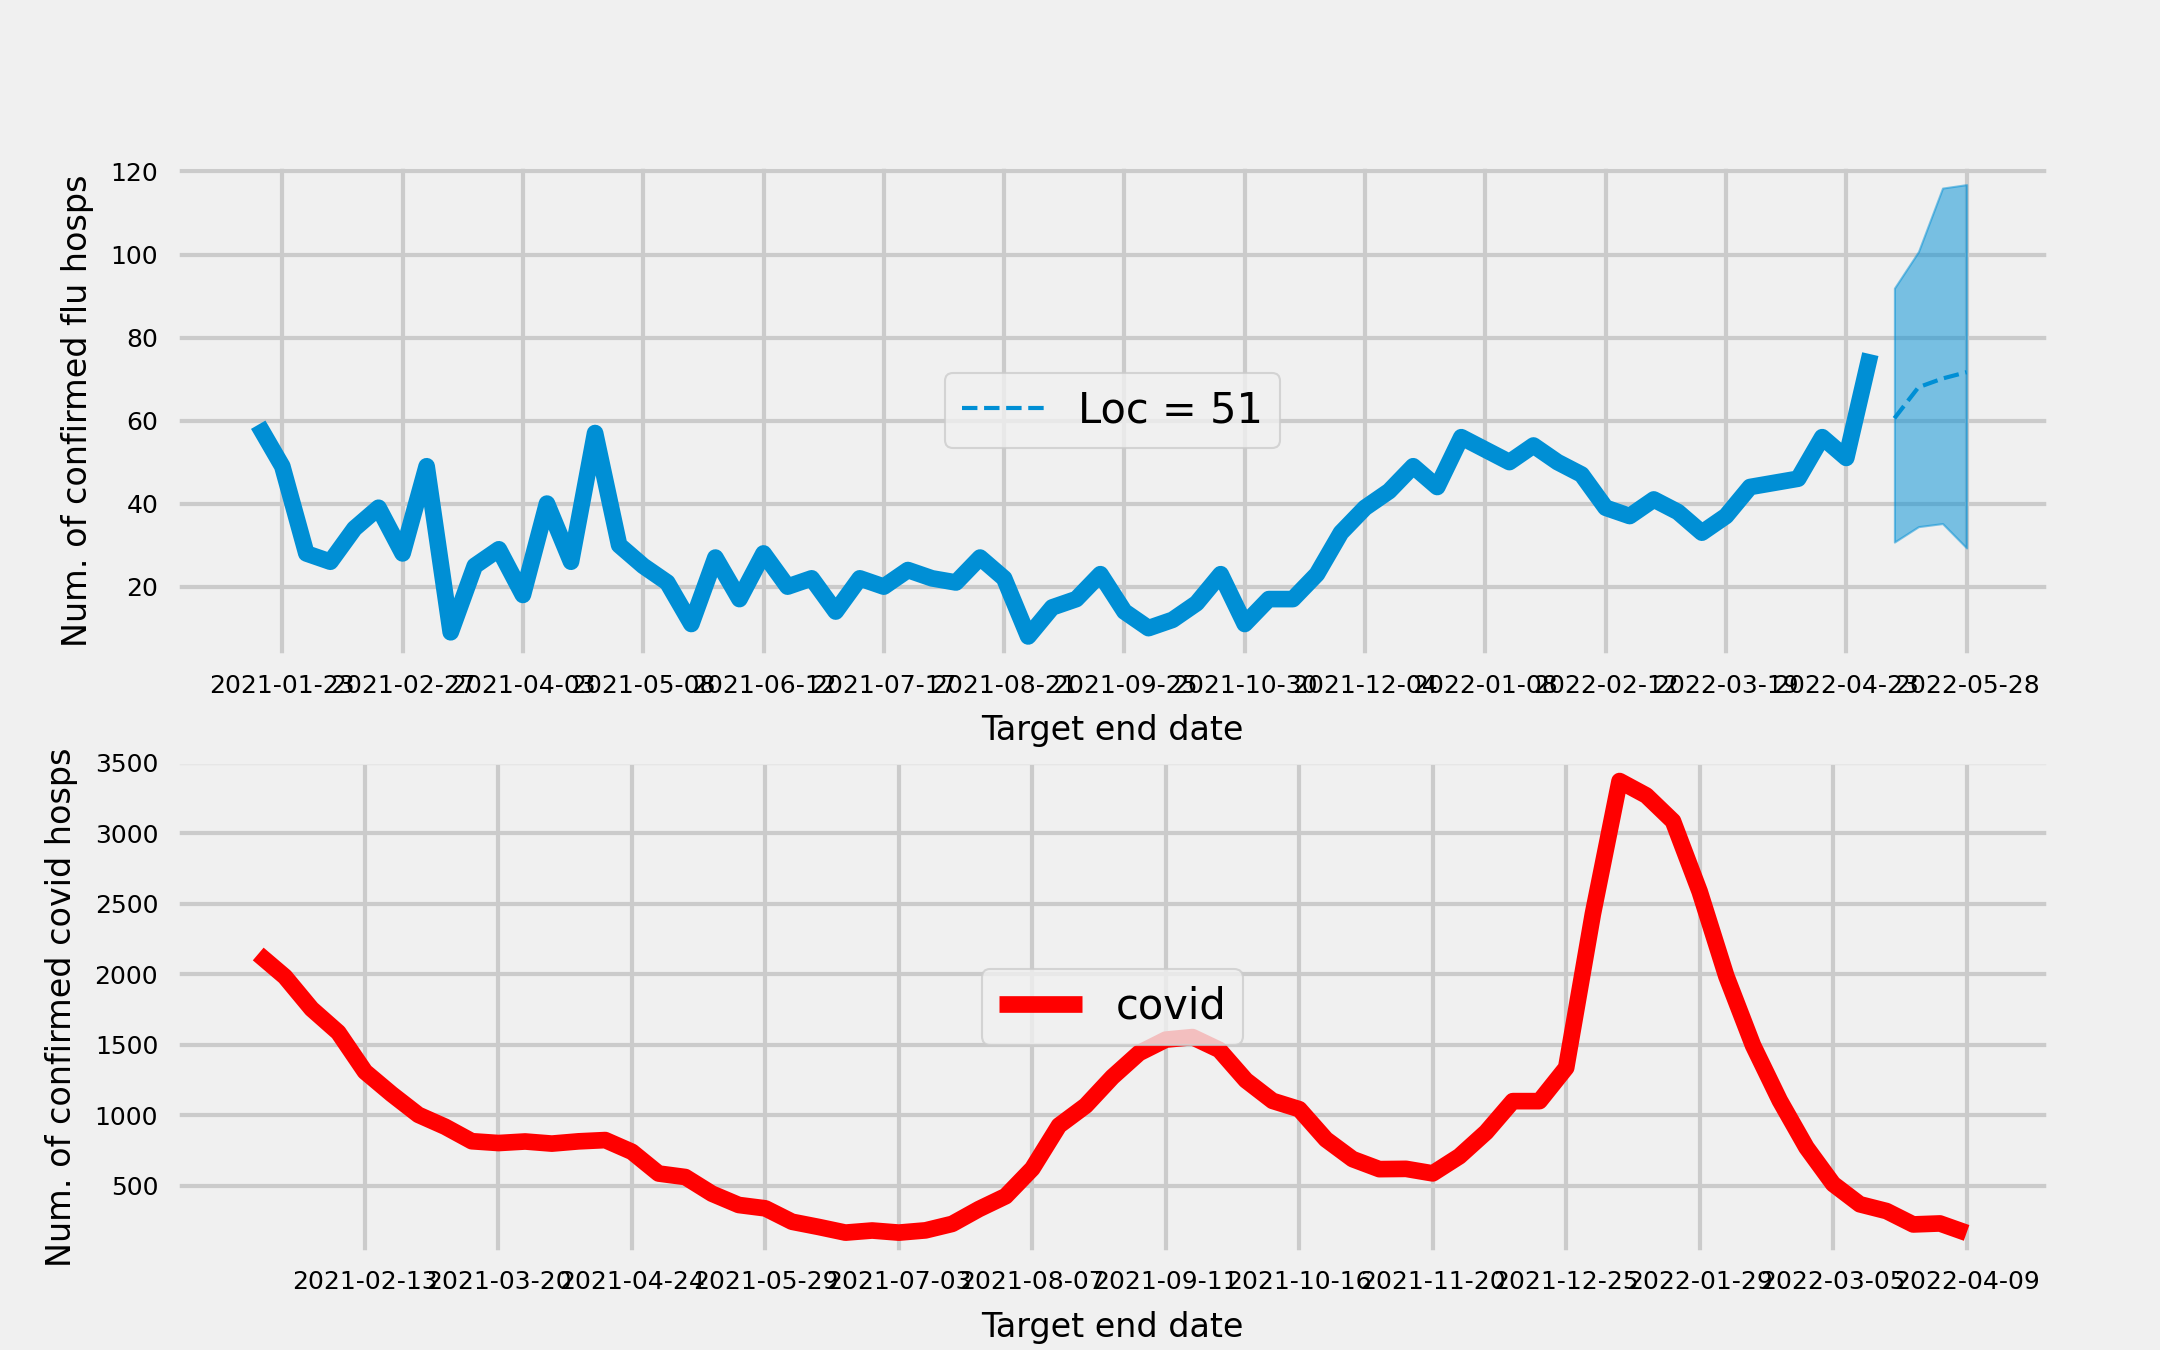 Num. of confirmed flu hosps
120
100
80
60
40
20
Loc = 51
2021-01-23 2021-02-27 2021-04-03 2021-05-08 2021-06-12 2021-07-17 2021-08-21 2021-09-25 2021-10-30 2021-12-04 2022-01-08 2022-02-12 2022-03-19 2022-04-23 2022-05-28
Target end date
Num. of confirmed covid hosps
3500
3000
2500
2000
1500
1000
500
covid
2021-02-13 2021-03-20 2021-04-24 2021-05-29 2021-07-03 2021-08-07 2021-09-11 2021-10-16 2021-11-20 2021-12-25 2022-01-29 2022-03-05 2022-04-09
Target end date